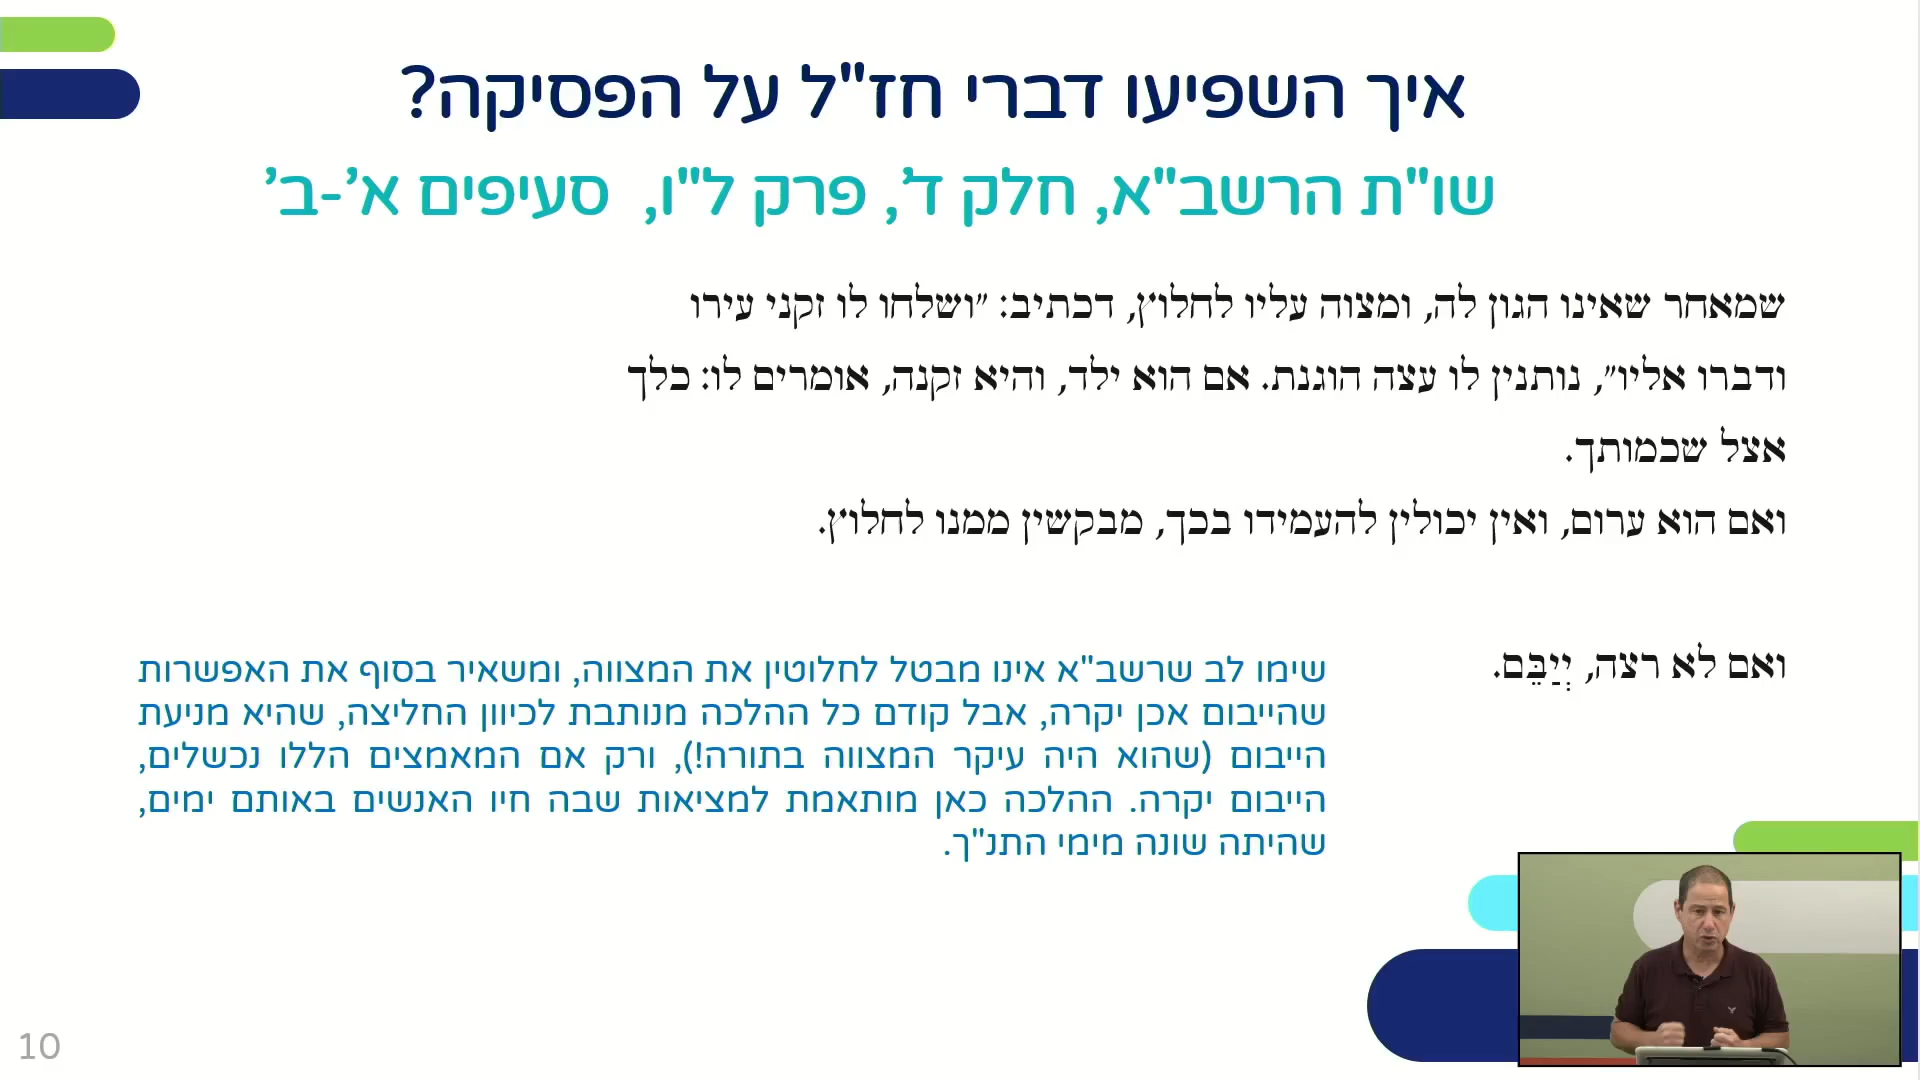 איך השפיעו דברי חז"ל על הפסיקה?
שו"ת הרשב"א, חלק ד', פרק ל"ו, סעיפים א'-ב'
שמאחר שאינו הגון לה, ומצוה עליו לחלוץ, דכתיב: "ושלחו לו זקני עירו
ודברו אליו", נותנין לו עצה הוגנת. אם הוא ילד, והיא זקנה, אומרים לו: כלך
אצל שכמותך.
ואם הוא ערום, ואין יכולין להעמידו בכך, מבקשין ממנו לחלוץ.
ואם לא רצה, יְיַבֵּם.
שימו לב שרשב"א אינו מבטל לחלוטין את המצווה, ומשאיר בסוף את האפשרות
שהייבום אכן יקרה, אבל קודם כל ההלכה מנותבת לכיוון החליצה, שהיא מניעת
הייבום (שהוא היה עיקר המצווה בתורה!), ורק אם המאמצים הללו נכשלים,
הייבום יקרה. ההלכה כאן מותאמת למציאות שבה חיו האנשים באותם ימים,
שהיתה שונה מימי התנ"ך.
10